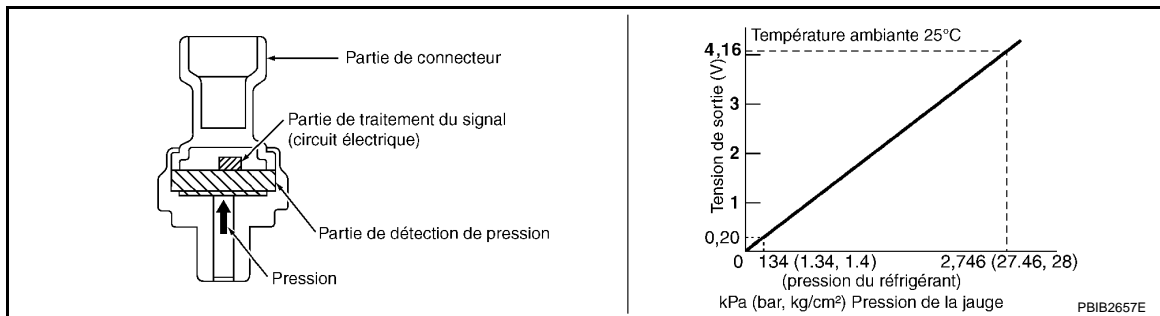 Partie de connecteur
Partie de traitement du signal
(circuit électrique)
Partie de détection de pression
Pression
Température ambiante 25°C
Tension de sortie (V)
4,16
3
2
1
0,20
0 134 (1.34, 1.4) 2,746 (27.46, 28)
(pression du réfrigérant)
kPa (bar, kg/cm²) Pression de la jauge
PBIB2657E